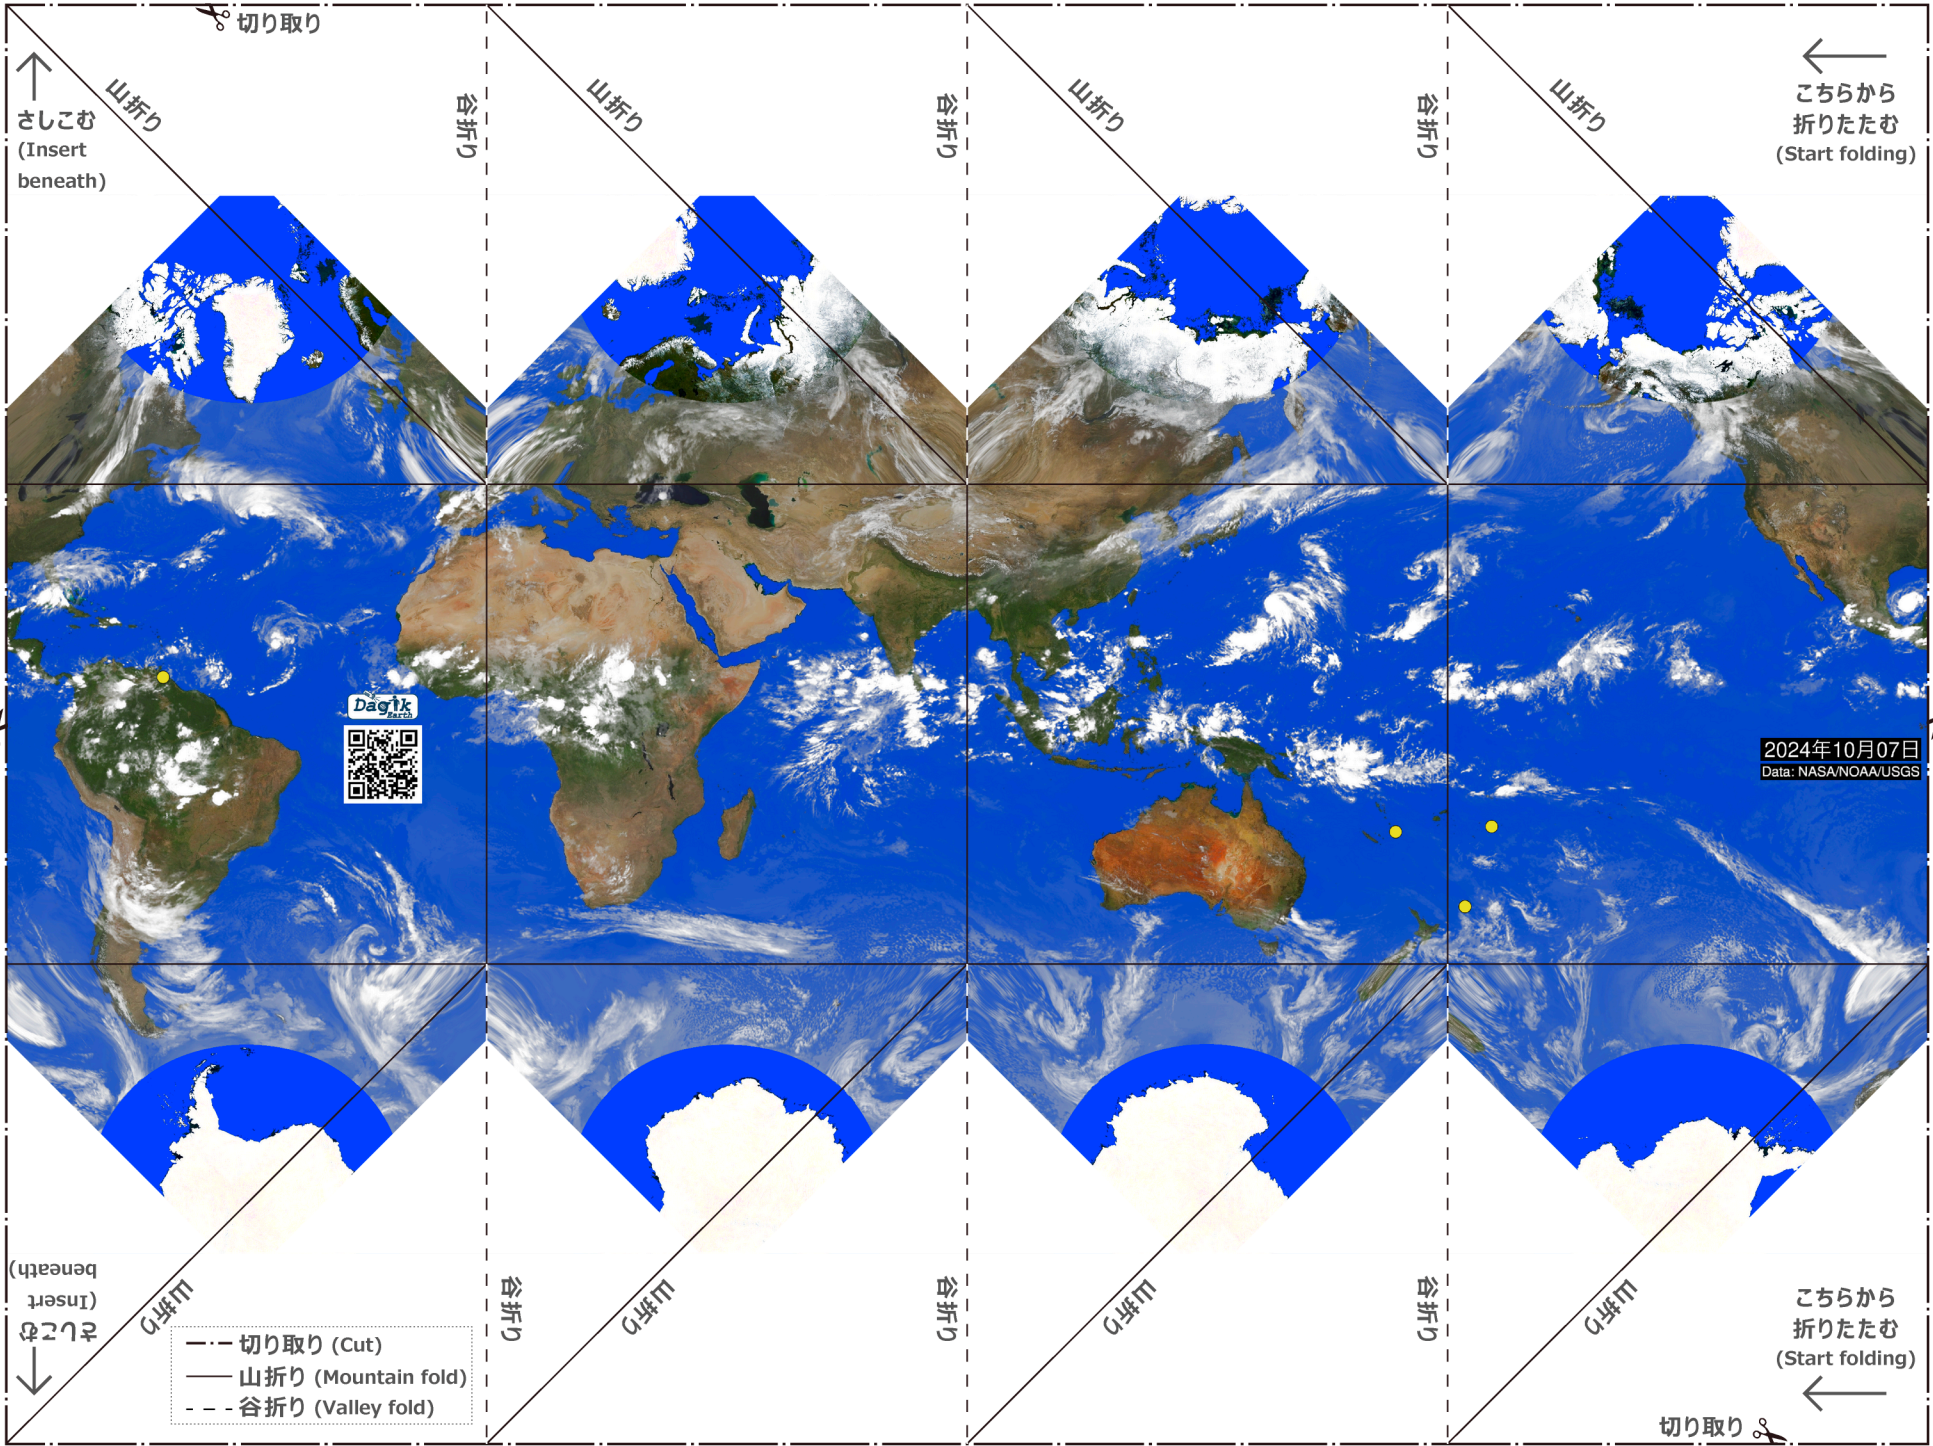 切り取り
山折り
谷折り
山折り
谷折り
山折り
谷折り
山折り
さしこむ
(Insert
beneath)
こちらから
折りたたむ
(Start folding)
Dagik
Earth
2024年10月07日
Data: NASA/NOAA/USGS
さしこむ
(Insert
beneath)
山折り
谷折り
山折り
谷折り
山折り
谷折り
山折り
こちらから
折りたたむ
(Start folding)
切り取り (Cut)
山折り (Mountain fold)
谷折り (Valley fold)
切り取り